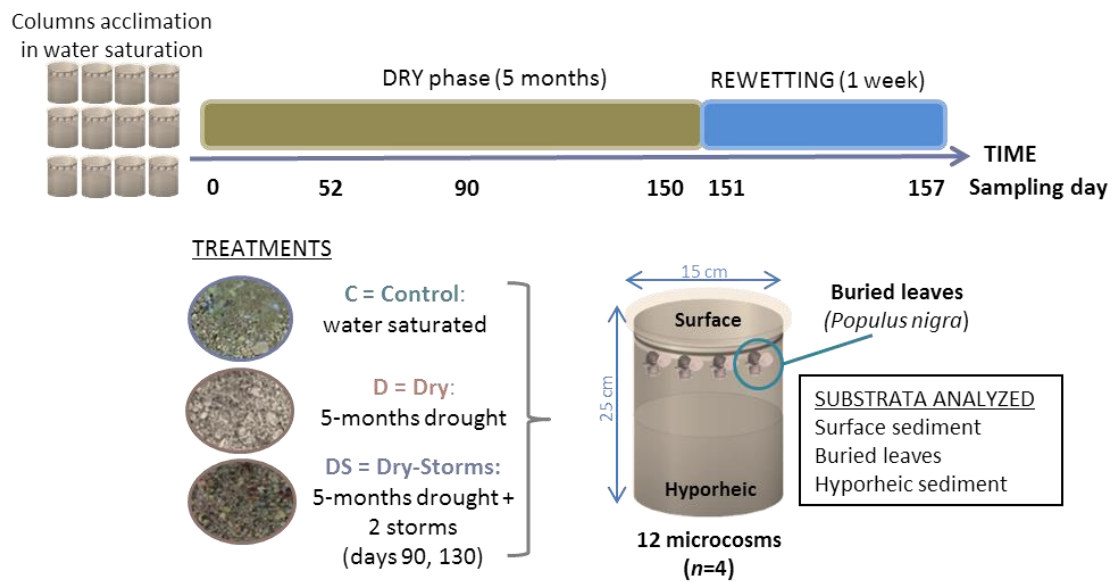 Columns acclimation
in water saturation
DRY phase (5 months)
REWETTING (1 week)
TIME
0 52 90 150 151 157 Sampling day
TREATMENTS
C = Control:
water saturated
D = Dry:
5-months drought
DS = Dry-Storms:
5-months drought +
2 storms
(days 90, 130)
15 cm
25 cm
Surface
Hyporheic
12 microcosms
(n=4)
Buried leaves
(Populus nigra)
SUBSTRATA ANALYZED
Surface sediment
Buried leaves
Hyporheic sediment